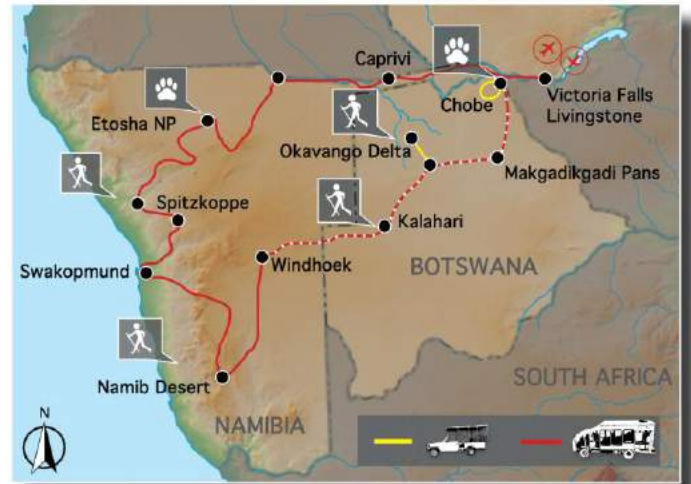 Caprivi
Etosha NP
Chobe
Victoria Falls
Livingstone
Okavango Delta
Makgadikgadi Pans
Spitzkoppe
Kalahari
Swakopmund
Windhoek
BOTSWANA
Namib Desert
SOUTH AFRICA
NAMIBIA
N